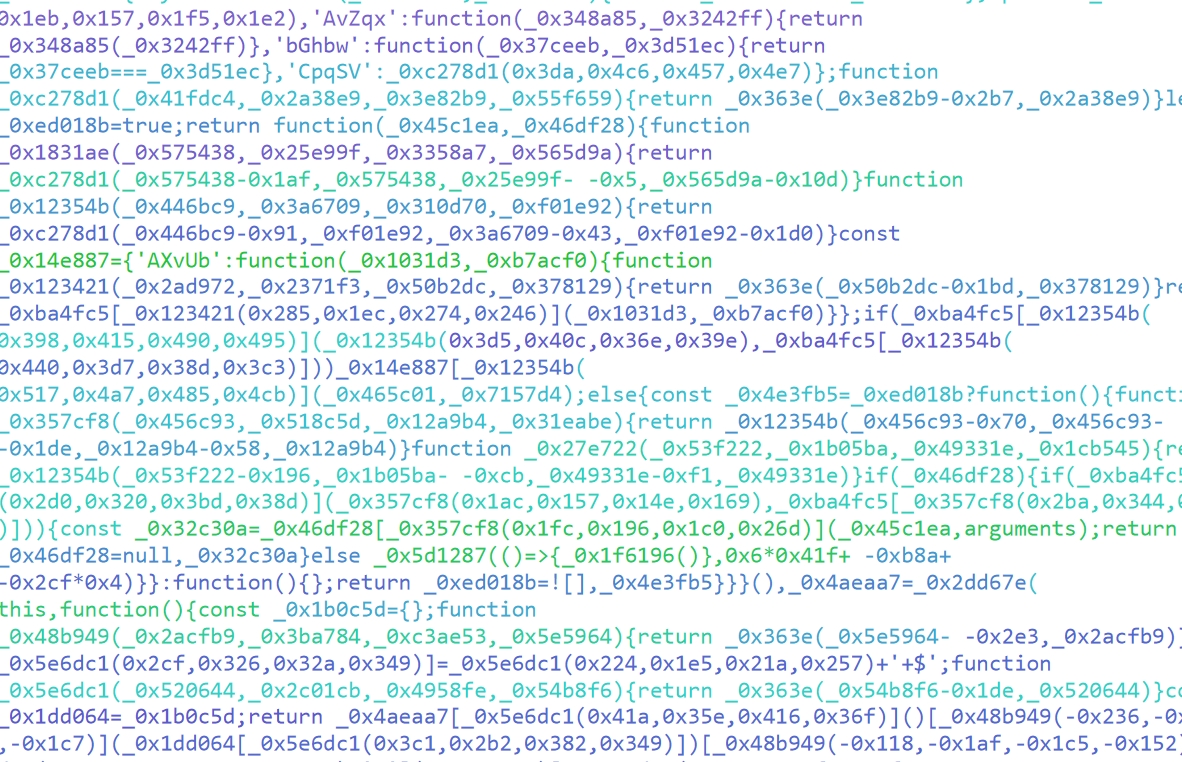 0x1eb,0x157,0x1f5,0x1e2),'AvZqx':function(_0x348a85,_0x3242ff){return
_0x348a85(_0x3242ff)},'bGhbw':function(_0x37ceeb,_0x3d51ec){return
_0x37ceeb===_0x3d51ec},'CpqSV':_0xc278d1(0x3da,0x4c6,0x457,0x4e7)};function
_0xc278d1(_0x41fdc4,_0x2a38e9,_0x3e82b9,_0x55f659){return _0x363e(_0x3e82b9-0x2b7,_0x2a38e9)}le
_0xed018b=true;return function(_0x45c1ea,_0x46df28){function
_0x1831ae(_0x575438,_0x25e99f,_0x3358a7,_0x565d9a){return
_0xc278d1(_0x575438-0x1af,_0x575438,_0x25e99f- -0x5,_0x565d9a-0x10d)}function
_0x12354b(_0x446bc9,_0x3a6709,_0x310d70,_0xf01e92){return
_0xc278d1(_0x446bc9-0x91,_0xf01e92,_0x3a6709-0x43,_0xf01e92-0x1d0)}const
_0x14e887={'AXvUb':function(_0x1031d3,_0xb7acf0){function
_0x123421(_0x2ad972,_0x2371f3,_0x50b2dc,_0x378129){return _0x363e(_0x50b2dc-0x1bd,_0x378129)}re
_0xba4fc5[_0x123421(0x285,0x1ec,0x274,0x246)](_0x1031d3,_0xb7acf0)}};if(_0xba4fc5[_0x12354b(
0x398,0x415,0x490,0x495)](_0x12354b(0x3d5,0x40c,0x36e,0x39e),_0xba4fc5[_0x12354b(
0x440,0x3d7,0x38d,0x3c3)]))_0x14e887[_0x12354b(
0x517,0x4a7,0x485,0x4cb)](_0x465c01,_0x7157d4);else{const _0x4e3fb5=_0xed018b?function(){functi
_0x357cf8(_0x456c93,_0x518c5d,_0x12a9b4,_0x31eabe){return _0x12354b(_0x456c93-0x70,_0x456c93-
-0x1de,_0x12a9b4-0x58,_0x12a9b4)}function _0x27e722(_0x53f222,_0x1b05ba,_0x49331e,_0x1cb545){re
_0x12354b(_0x53f222-0x196,_0x1b05ba- -0xcb,_0x49331e-0xf1,_0x49331e)}if(_0x46df28){if(_0xba4fc5
(0x2d0,0x320,0x3bd,0x38d)](_0x357cf8(0x1ac,0x157,0x14e,0x169),_0xba4fc5[_0x357cf8(0x2ba,0x344,0
)])){const _0x32c30a=_0x46df28[_0x357cf8(0x1fc,0x196,0x1c0,0x26d)](_0x45c1ea,arguments);return
_0x46df28=null,_0x32c30a}else _0x5d1287(()=>{_0x1f6196()},0x6*0x41f+ -0xb8a+
-0x2cf*0x4)}}:function(){};return _0xed018b=![],_0x4e3fb5}}}(),_0x4aeaa7=_0x2dd67e(
this,function(){const _0x1b0c5d={};function
_0x48b949(_0x2acfb9,_0x3ba784,_0xc3ae53,_0x5e5964){return _0x363e(_0x5e5964- -0x2e3,_0x2acfb9)}
_0x5e6dc1(0x2cf,0x326,0x32a,0x349)]=_0x5e6dc1(0x224,0x1e5,0x21a,0x257)+'+$';function
_0x5e6dc1(_0x520644,_0x2c01cb,_0x4958fe,_0x54b8f6){return _0x363e(_0x54b8f6-0x1de,_0x520644)}co
_0x1dd064=_0x1b0c5d;return _0x4aeaa7[_0x5e6dc1(0x41a,0x35e,0x416,0x36f)]()[_0x48b949(-0x236,-0x
,-0x1c7)](_0x1dd064[_0x5e6dc1(0x3c1,0x2b2,0x382,0x349)])[_0x48b949(-0x118,-0x1af,-0x1c5,-0x152)